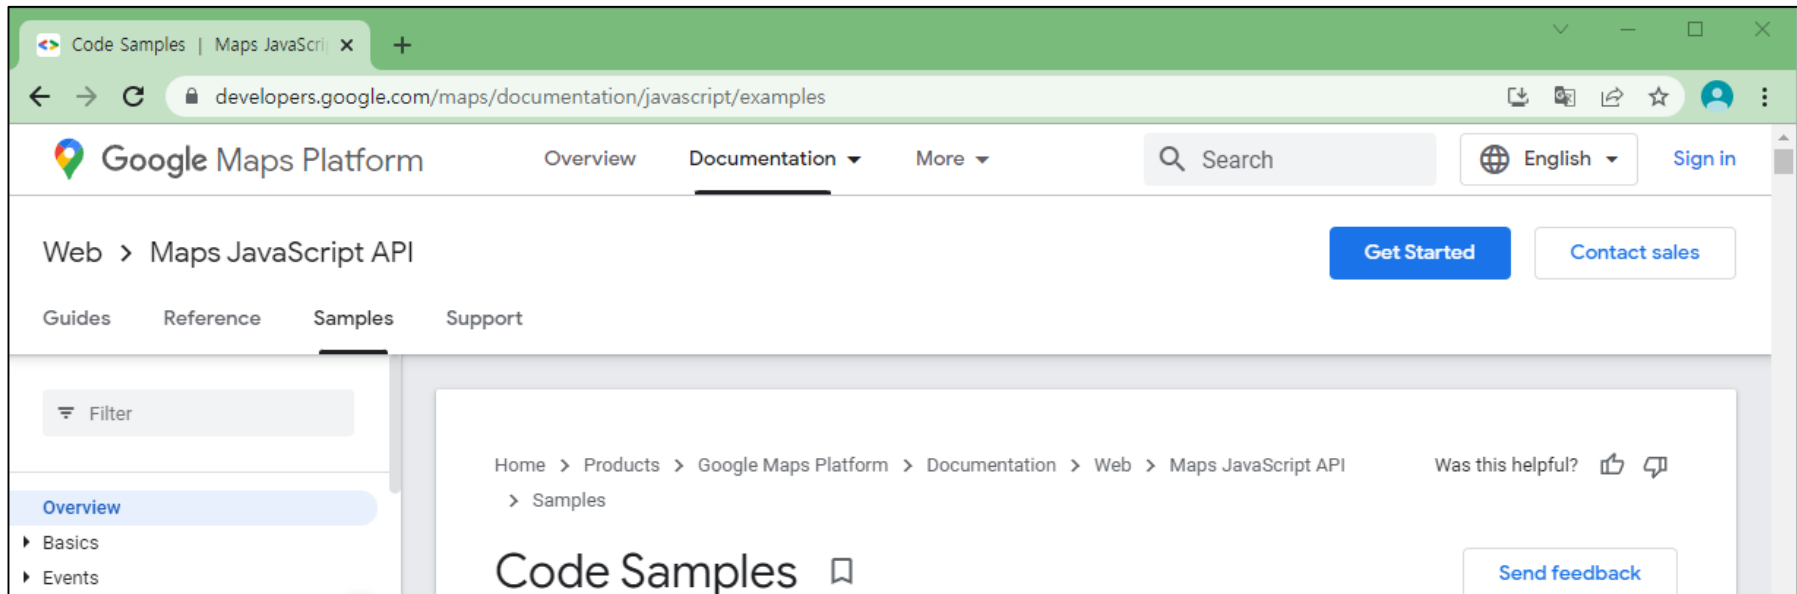 Code Samples | Maps JavaScri
developers.google.com/maps/documentation/javascript/examples
Google Maps Platform Overview Documentation More Search English Sign in
Web > Maps JavaScript API Get Started Contact sales
Guides Reference Samples Support
Filter
Home > Products > Google Maps Platform > Documentation > Web > Maps JavaScript API Was this helpful?
> Samples
Overview
Basics
Events
Code Samples Send feedback